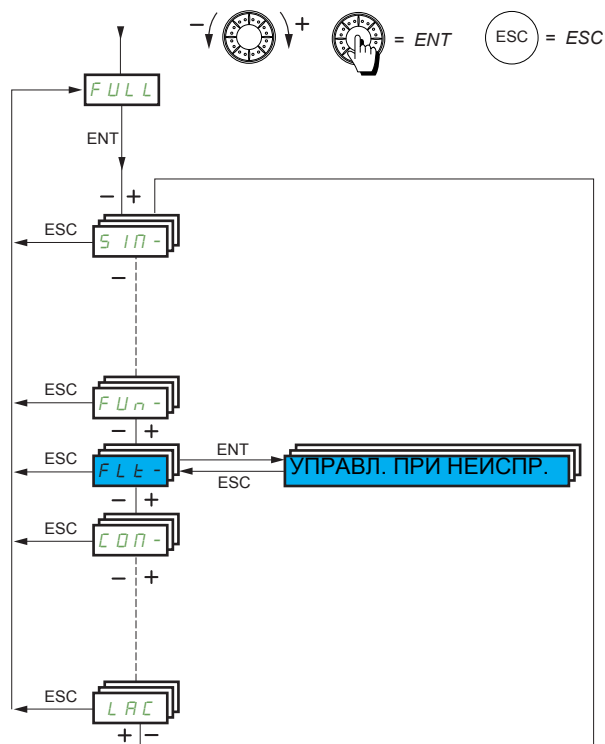 − + = ENT ESC = ESC
FULL
ENT
− +
ESC
SIM-
−
ESC
FUn-
− +
ESC
FLt-
ENT
УПРАВЛ. ПРИ НЕИСПР.
ESC
− +
ESC
COM-
− +
ESC
LAC
+ −